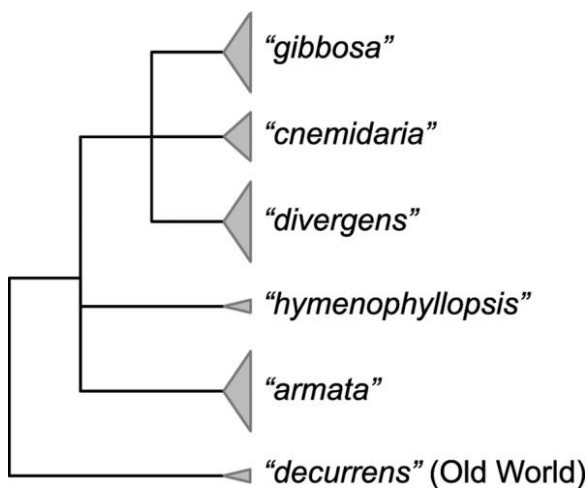 “gibbosa”
“cnemidaria”
“divergens”
“hymenophyllopsis”
“armata”
“decurrens” (Old World)